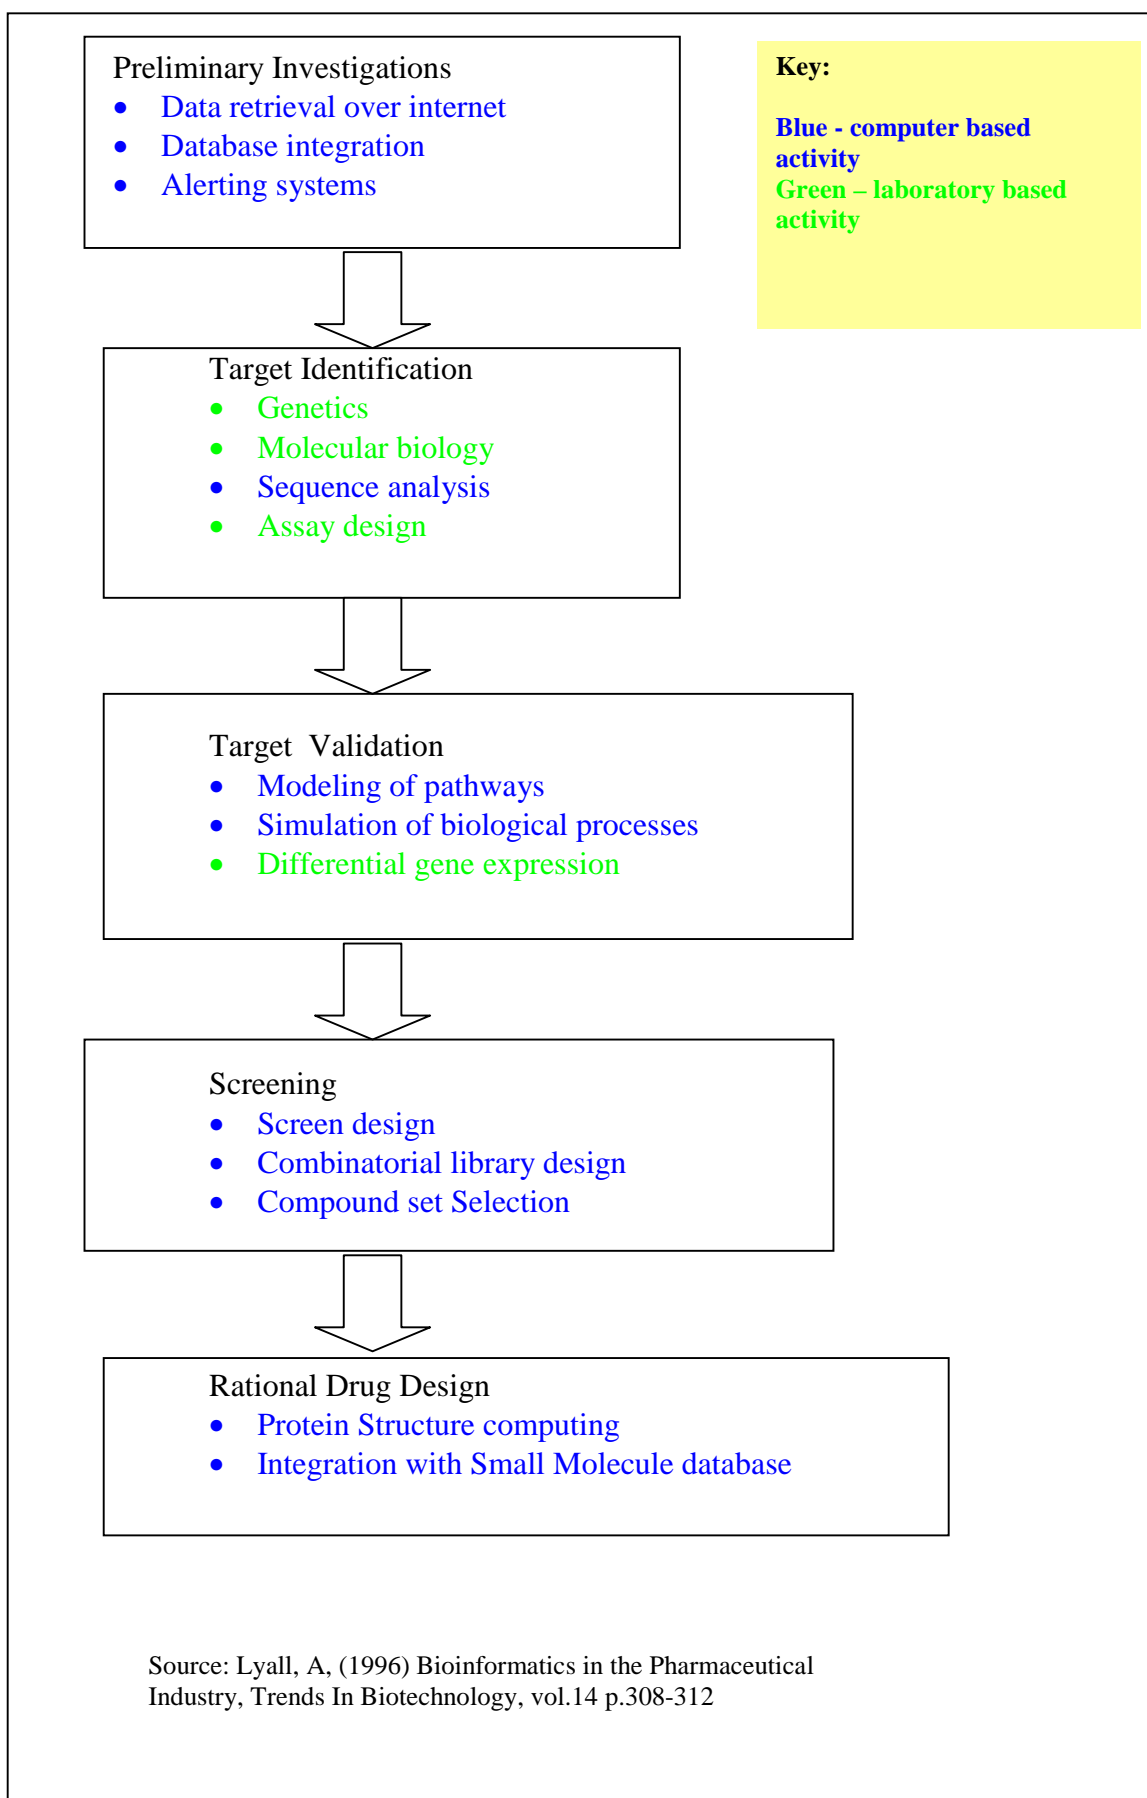 Preliminary Investigations
• Data retrieval over internet
• Database integration
• Alerting systems
Key:
Blue - computer based
activity
Green – laboratory based
activity
Target Identification
• Genetics
• Molecular biology
• Sequence analysis
• Assay design
Target  Validation
• Modeling of pathways
• Simulation of biological processes
• Differential gene expression
Screening
• Screen design
• Combinatorial library design
• Compound set Selection
Rational Drug Design
• Protein Structure computing
• Integration with Small Molecule database
Source: Lyall, A, (1996) Bioinformatics in the Pharmaceutical
Industry, Trends In Biotechnology, vol.14 p.308-312